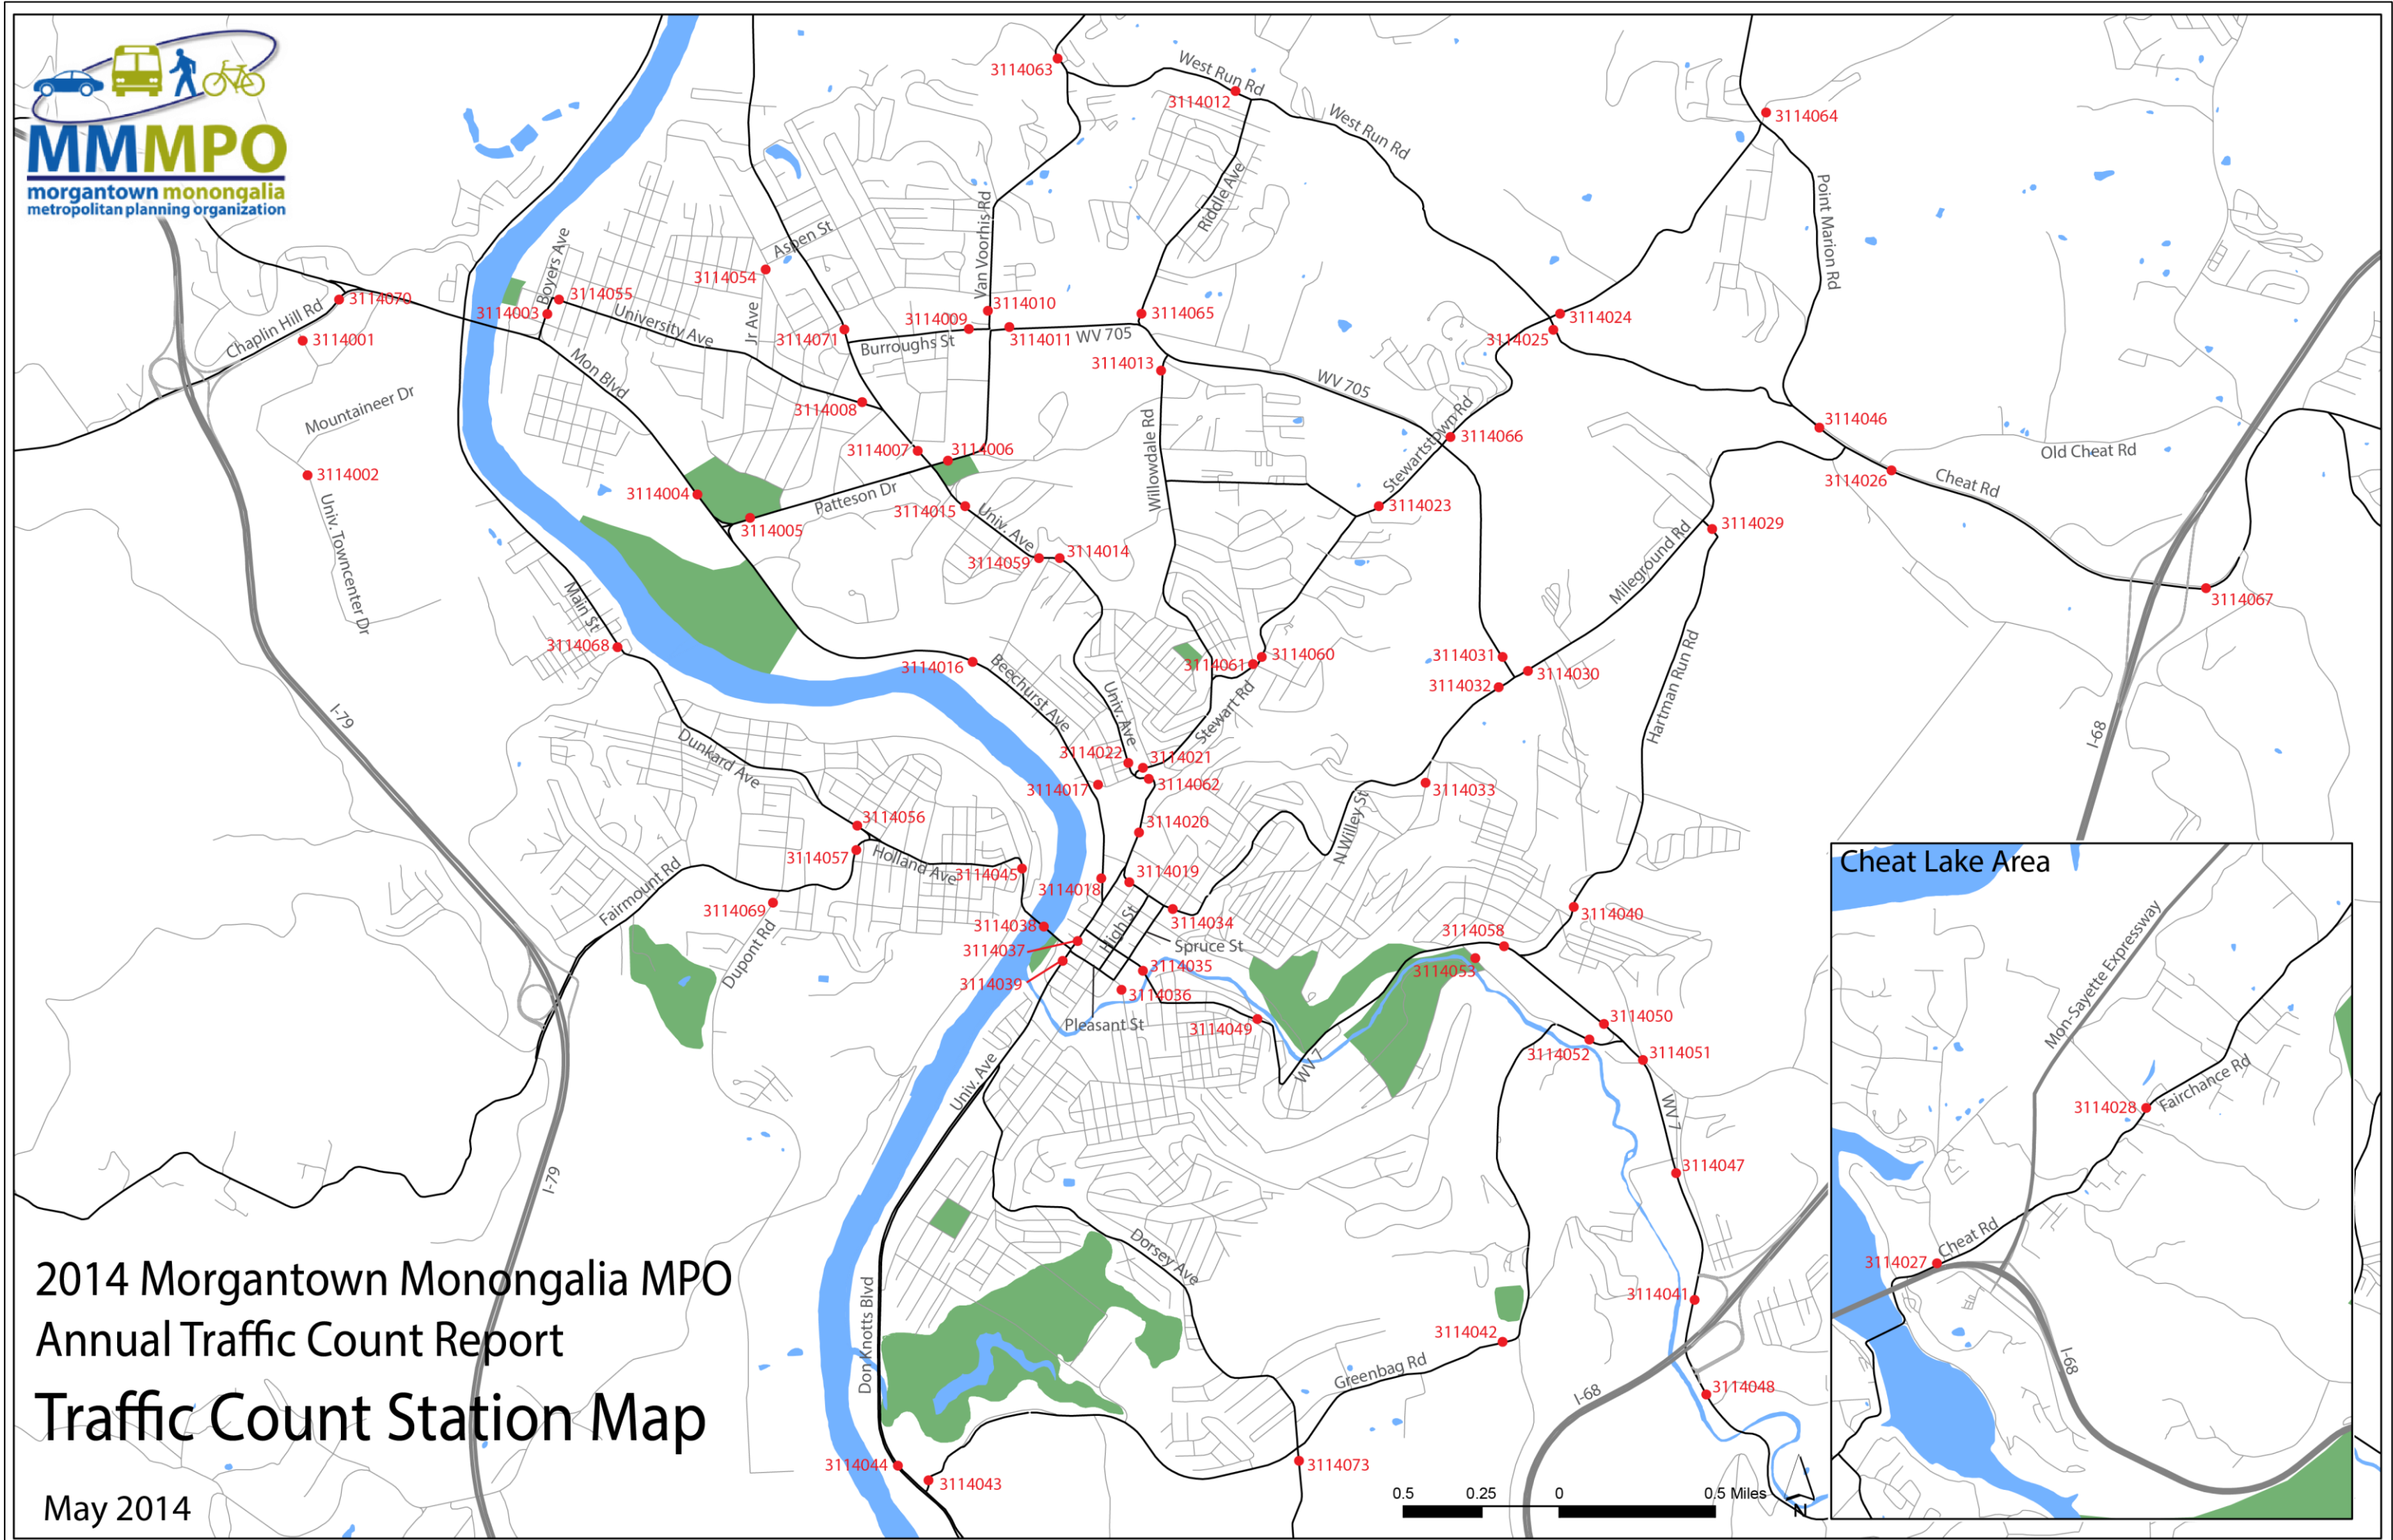 MMMPO
morgantown monongalia
metropolitan planning organization
3114063
West Run Rd
3114012
West Run Rd
3114064
Point Marion Rd
Riddle Ave
Van Voorhis Rd
Aspen St
3114054
Boyers Ave
3114055
3114003
3114070
Chaplin Hill Rd
3114001
University Ave
Jr Ave
3114071
3114009
3114010
Burroughs St
3114011
WV 705
3114065
3114013
WV 705
3114024
3114025
Mon Blvd
Mountaineer Dr
3114008
3114007
3114006
Willowdale Rd
Stewartstown Rd
3114066
3114046
Old Cheat Rd
3114026
Cheat Rd
3114002
Univ. Towncenter Dr
3114004
Patteson Dr
3114005
3114015
Univ. Ave
3114059
3114014
3114023
3114029
Mileground Rd
3114067
Main St
3114068
3114016
Beechurst Ave
3114061
3114060
3114031
3114030
3114032
Hartman Run Rd
I-79
I-68
Univ. Ave
Stewart Rd
Dunkard Ave
3114022
3114021
3114017
3114062
3114033
3114056
3114020
3114057
Holland Ave
3114045
N Willey St
Fairmount Rd
3114018
3114019
3114069
3114034
3114040
Dupont Rd
3114038
High St
3114037
Spruce St
3114058
3114053
3114035
3114039
3114036
Pleasant St
3114049
WV 7
3114050
3114052
3114051
Univ. Ave
WV 7
I-79
3114047
Dorsey Ave
Don Knotts Blvd
3114041
3114042
Greenbag Rd
I-68
3114048
3114044
3114043
3114073
Cheat Lake Area
Mon-Sayette Expressway
3114028
Fairchance Rd
Cheat Rd
3114027
I-68
2014 Morgantown Monongalia MPO
Annual Traffic Count Report
Traffic Count Station Map
May 2014
0.5 0.25 0 0.5 Miles
N